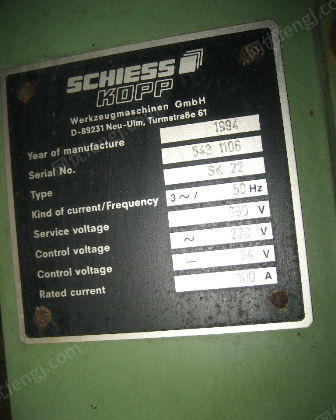 SCHIESS
KOPP
Werkzeugmaschinen GmbH
D-89231 Neu-Ulm, Turmstraße 61
Year of manufacture 1994
Serial No. 543 1106
Type SK 22
Kind of current/Frequency 3~/ 50 Hz
Service voltage 380 V
Control voltage ~ 220 V
Control voltage — 24 V
Rated current 100 A